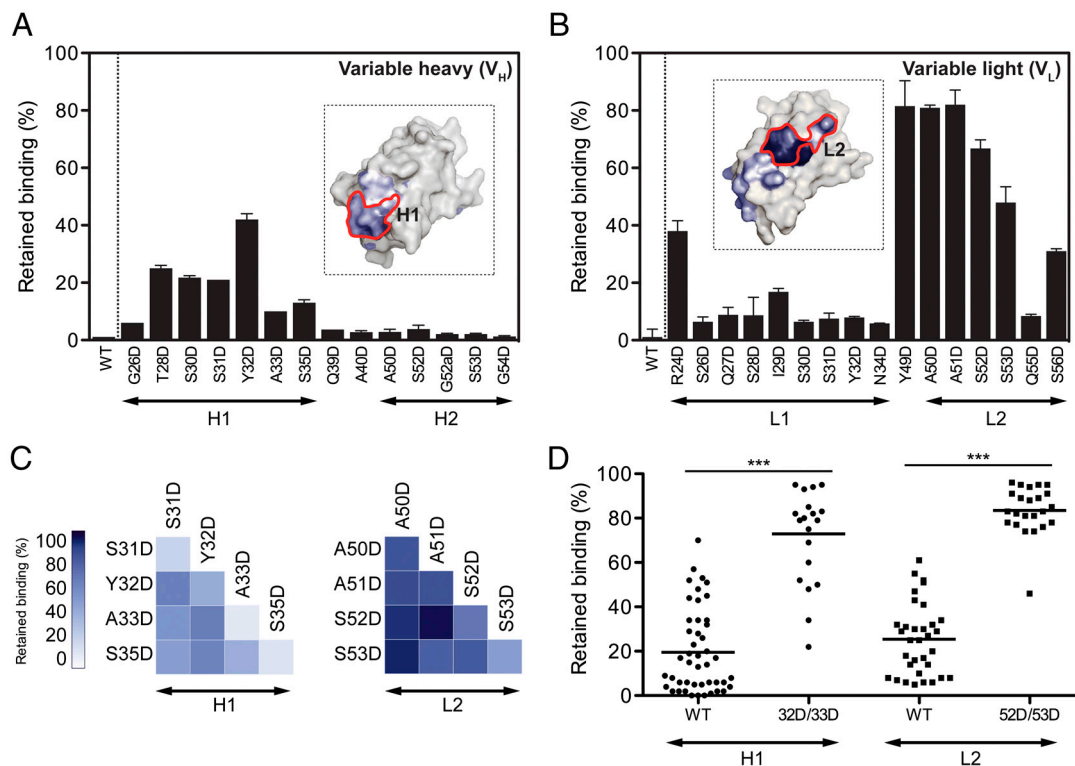 A
Variable heavy (VH)
Retained binding (%)
100
80
60
40
20
0
H1
WT G26D T28D S30D S31D Y32D A33D S35D Q39D A40D A50D S52D G52aD S53D G54D
H1 H2
B
Variable light (VL)
Retained binding (%)
100
80
60
40
20
0
L2
WT R24D S26D Q27D S28D I29D S30D S31D Y32D N34D Y49D A50D A51D S52D S53D Q55D S56D
L1 L2
C
Retained binding (%)
100
80
60
40
20
0
S31D Y32D A33D S35D
S31D
Y32D
A33D
S35D
H1
A50D A51D S52D S53D
A50D
A51D
S52D
S53D
L2
D
Retained binding (%)
100
80
60
40
20
0
*** ***
WT 32D/33D WT 52D/53D
H1 L2